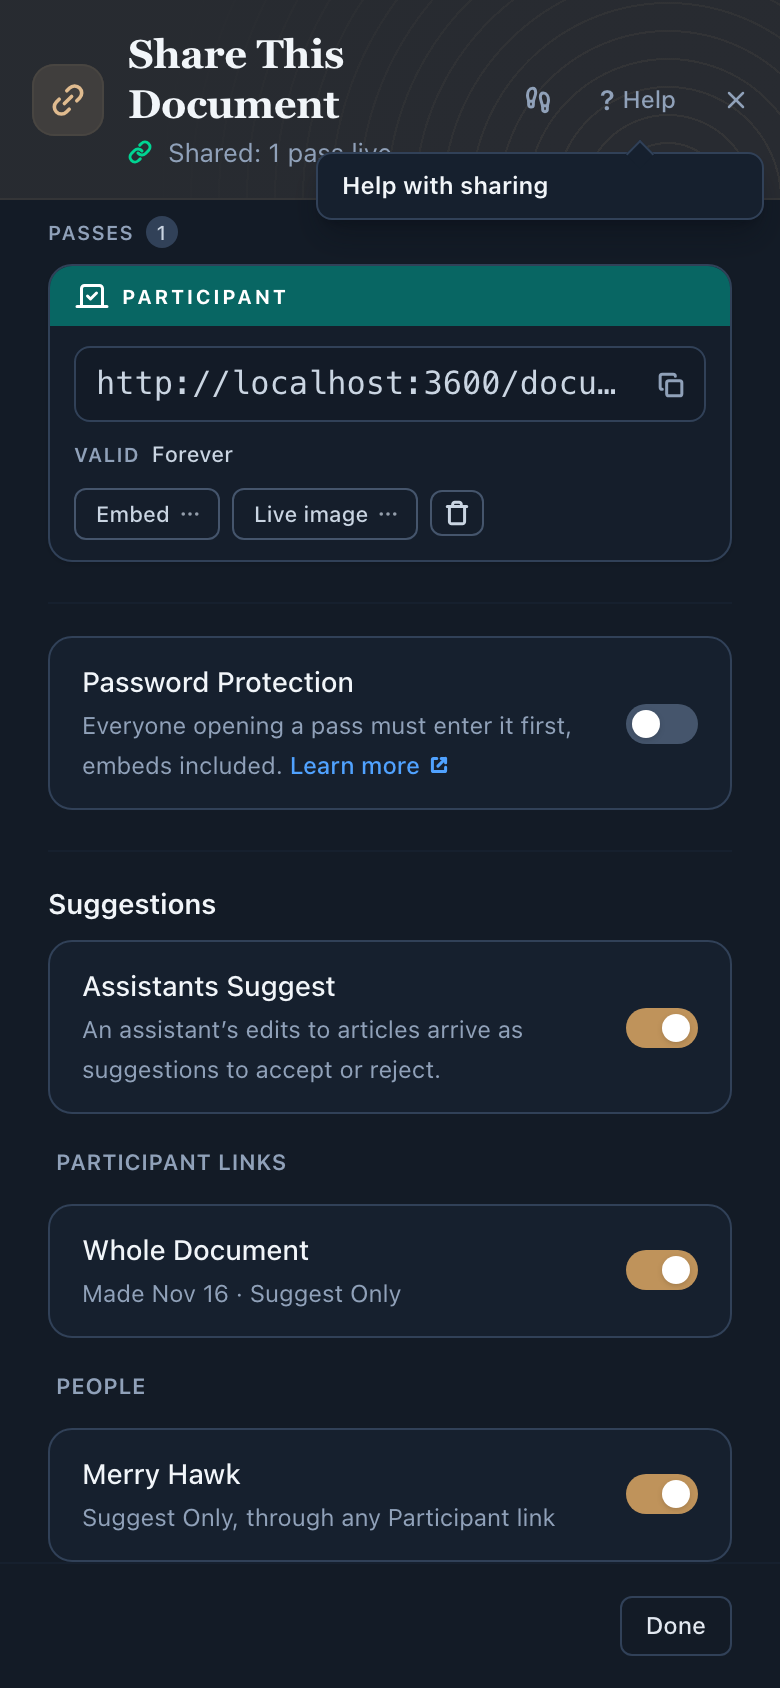 Share This
Document
? Help
Shared: 1 pass live
Help with sharing
PASSES 1
PARTICIPANT
http://localhost:3600/docu…
VALID Forever
Embed ···
Live image ···
Password Protection
Everyone opening a pass must enter it first,
embeds included. Learn more
Suggestions
Assistants Suggest
An assistant’s edits to articles arrive as
suggestions to accept or reject.
PARTICIPANT LINKS
Whole Document
Made Nov 16 · Suggest Only
PEOPLE
Merry Hawk
Suggest Only, through any Participant link
Done